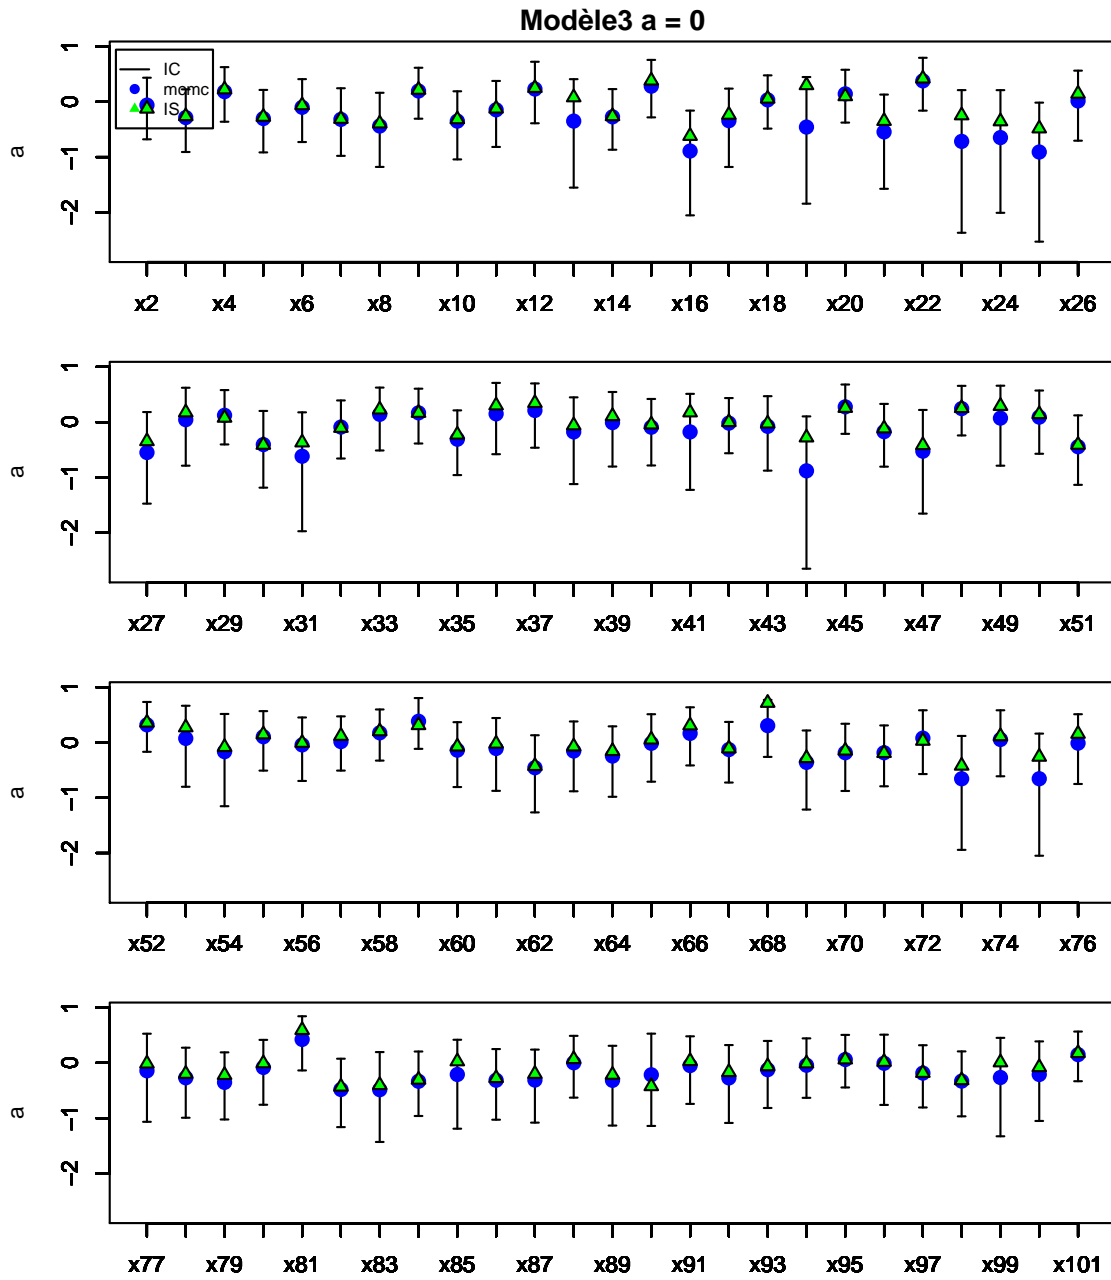 Modèle3 a = 0
IC
mcmc
IS
a
1
0
−1
−2
x2 x4 x6 x8 x10 x12 x14 x16 x18 x20 x22 x24 x26
a
1
0
−1
−2
x27 x29 x31 x33 x35 x37 x39 x41 x43 x45 x47 x49 x51
a
1
0
−1
−2
x52 x54 x56 x58 x60 x62 x64 x66 x68 x70 x72 x74 x76
a
1
0
−1
−2
x77 x79 x81 x83 x85 x87 x89 x91 x93 x95 x97 x99 x101